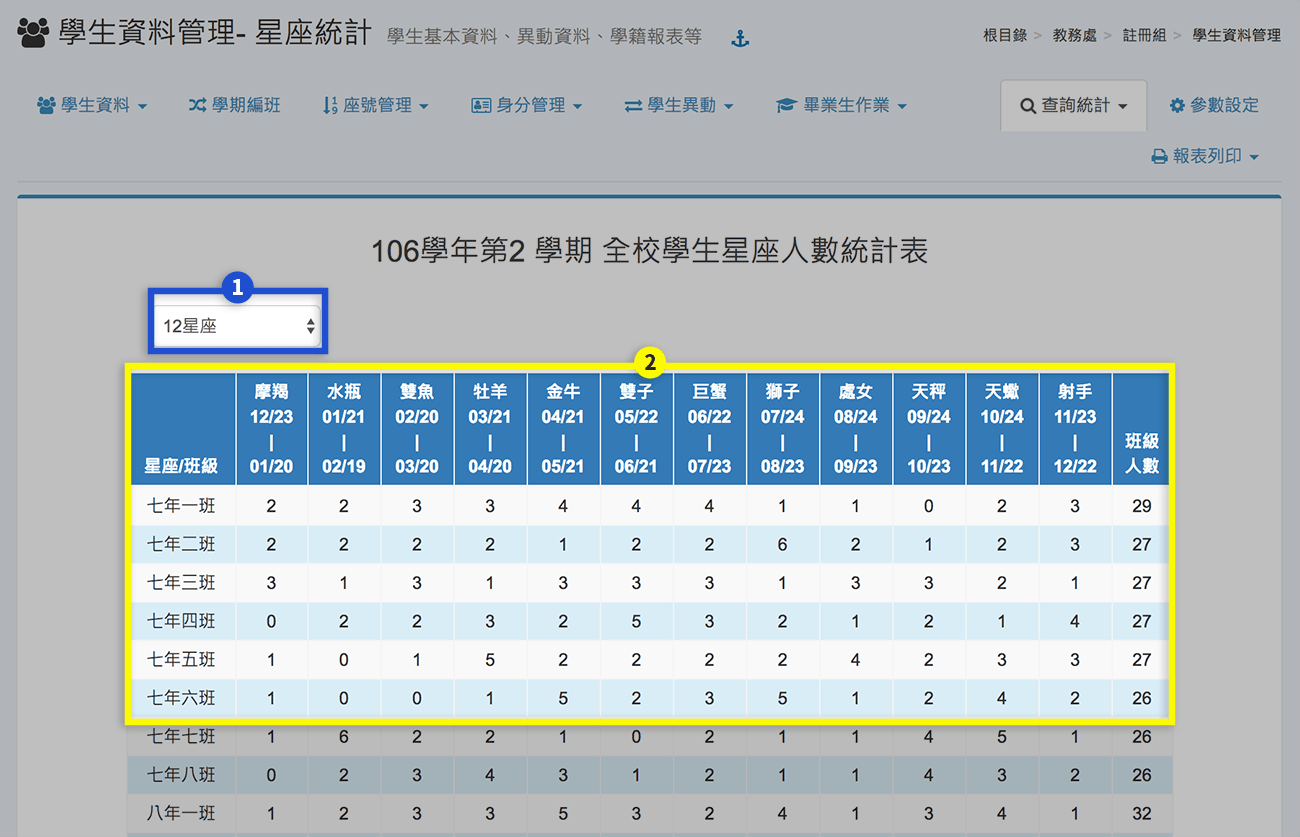 學生資料管理- 星座統計 學生基本資料、異動資料、學籍報表等 根目錄 > 教務處 > 註冊組 > 學生資料管理
學生資料 學期編班 座號管理 身分管理 學生異動 畢業生作業 查詢統計 參數設定
報表列印
106學年第2 學期 全校學生星座人數統計表
1
12星座
2
星座/班級 摩羯 12/23 | 01/20 水瓶 01/21 | 02/19 雙魚 02/20 | 03/20 牡羊 03/21 | 04/20 金牛 04/21 | 05/21 雙子 05/22 | 06/21 巨蟹 06/22 | 07/23 獅子 07/24 | 08/23 處女 08/24 | 09/23 天秤 09/24 | 10/23 天蠍 10/24 | 11/22 射手 11/23 | 12/22 班級人數
七年一班 2 2 3 3 4 4 4 1 1 0 2 3 29
七年二班 2 2 2 2 1 2 2 6 2 1 2 3 27
七年三班 3 1 3 1 3 3 3 1 3 3 2 1 27
七年四班 0 2 2 3 2 5 3 2 1 2 1 4 27
七年五班 1 0 1 5 2 2 2 2 4 2 3 3 27
七年六班 1 0 0 1 5 2 3 5 1 2 4 2 26
七年七班 1 6 2 2 1 0 2 1 1 4 5 1 26
七年八班 0 2 3 4 3 1 2 1 1 4 3 2 26
八年一班 1 2 3 3 5 3 2 4 1 3 4 1 32